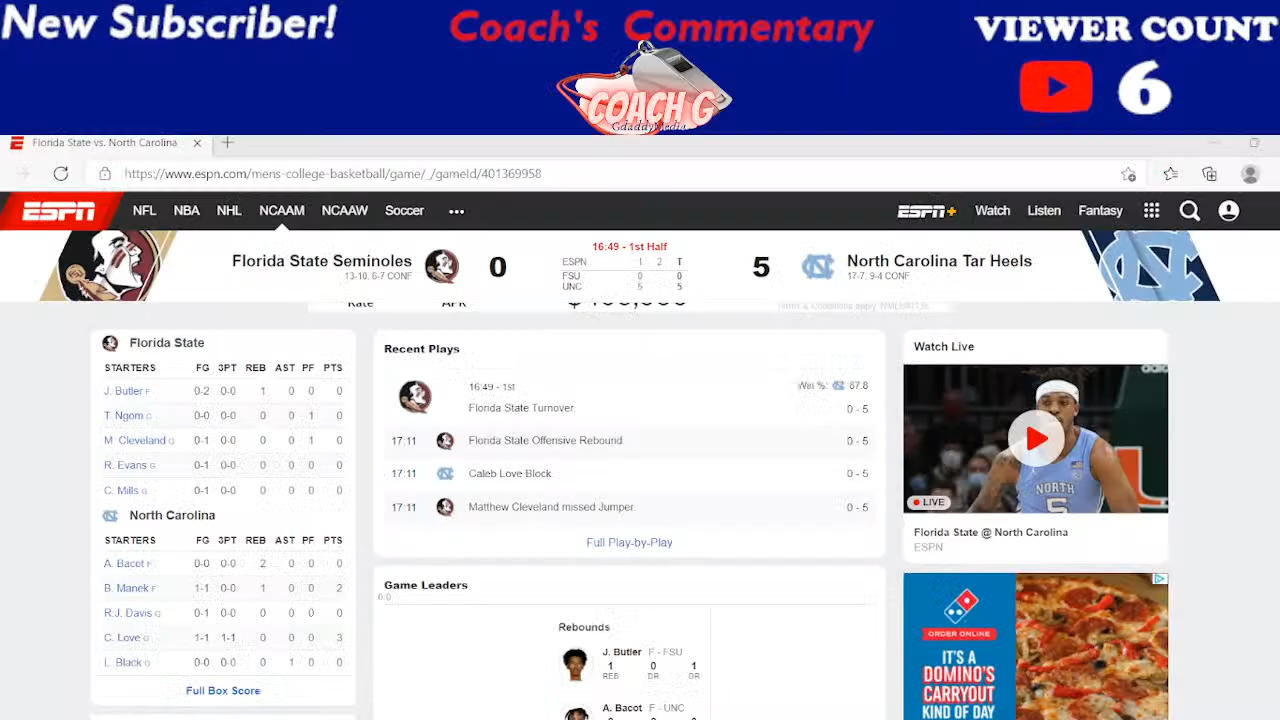 New Subscriber!
Coach's Commentary
VIEWER COUNT
COACH G
GdaddyMedia
6
Florida State vs. North Carolina
https://www.espn.com/mens-college-basketball/game/_/gameId/401369958
ESPN NFL NBA NHL NCAAM NCAAW Soccer ••• ESPN+ Watch Listen Fantasy
Florida State Seminoles
13-10, 6-7 CONF
0
16:49 - 1st Half
ESPN 1 2 T
FSU 0 0
UNC 5 5
5
North Carolina Tar Heels
17-7, 9-4 CONF
Rate APR
Florida State
STARTERS FG 3PT REB AST PF PTS
J. Butler F 0-2 0-0 1 0 0 0
T. Ngom G 0-0 0-0 0 0 1 0
M. Cleveland G 0-1 0-0 0 0 1 0
R. Evans G 0-1 0-0 0 0 0 0
C. Mills G 0-1 0-0 0 0 0 0
North Carolina
STARTERS FG 3PT REB AST PF PTS
A. Bacot F 0-0 0-0 2 0 0 0
B. Manek F 1-1 0-0 1 0 0 2
R.J. Davis G 0-1 0-0 0 0 0 0
C. Love G 1-1 1-1 0 0 0 3
L. Black G 0-0 0-0 0 1 0 0
Full Box Score
Recent Plays
16:49 - 1st Win %: 87.8
Florida State Turnover. 0 - 5
17:11 Florida State Offensive Rebound. 0 - 5
17:11 Caleb Love Block. 0 - 5
17:11 Matthew Cleveland missed Jumper. 0 - 5
Full Play-by-Play
Game Leaders
0/0
Rebounds
J. Butler F - FSU
1 0 1
REB DR OR
A. Bacot F - UNC
Watch Live
NORTH
5
LIVE
Florida State @ North Carolina
ESPN
ORDER ONLINE
IT'S A
DOMINO'S
CARRYOUT
KIND OF DAY